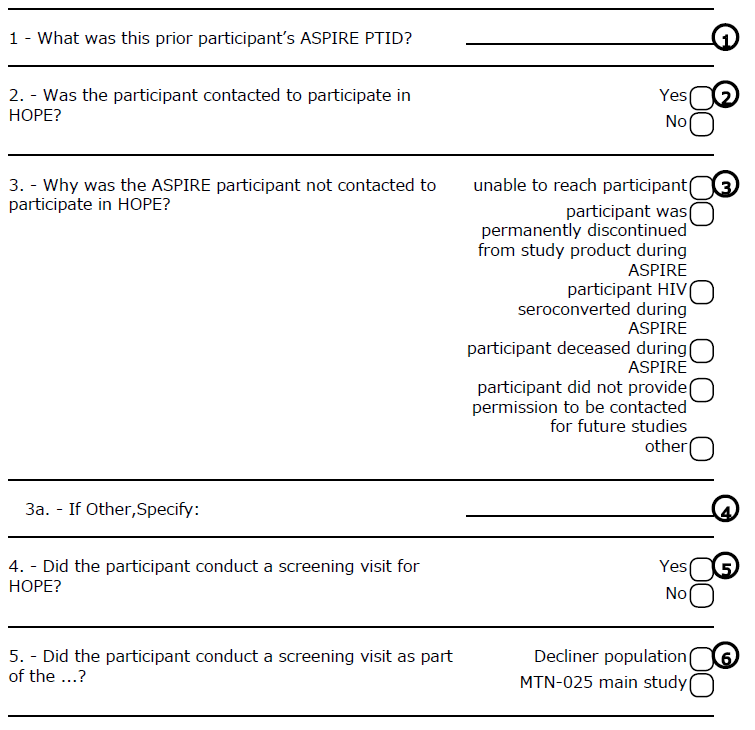 1 - What was this prior participant's ASPIRE PTID? 1
2. - Was the participant contacted to participate in HOPE?
Yes 2
No
3. - Why was the ASPIRE participant not contacted to participate in HOPE?
unable to reach participant 3
participant was
permanently discontinued
from study product during
ASPIRE
participant HIV
seroconverted during
ASPIRE
participant deceased during
ASPIRE
participant did not provide
permission to be contacted
for future studies
other
3a. - If Other,Specify: 4
4. - Did the participant conduct a screening visit for
HOPE?
Yes 5
No
5. - Did the participant conduct a screening visit as part
of the ...?
Decliner population 6
MTN-025 main study